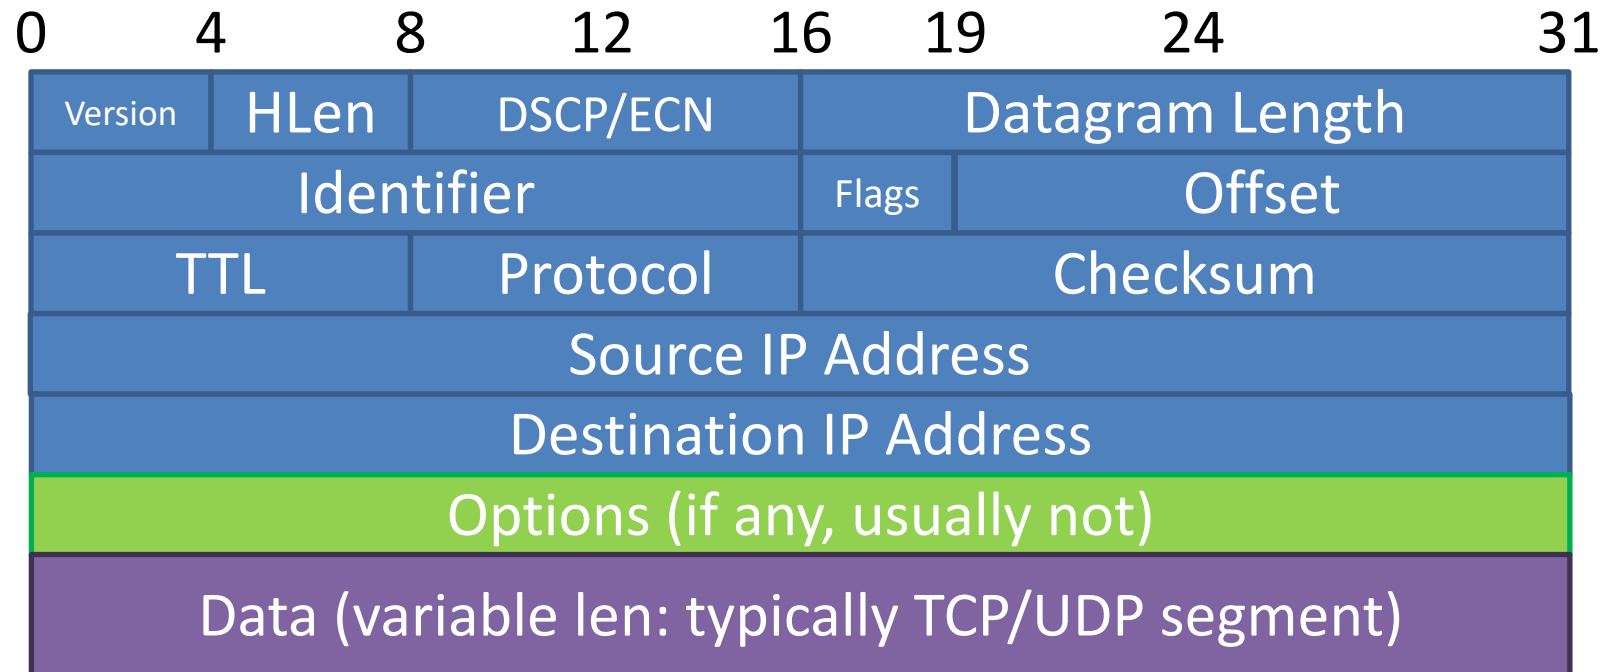 0 4 8 12 16 19 24 31
Version HLen DSCP/ECN Datagram Length
Identifier Flags Offset
TTL Protocol Checksum
Source IP Address
Destination IP Address
Options (if any, usually not)
Data (variable len: typically TCP/UDP segment)